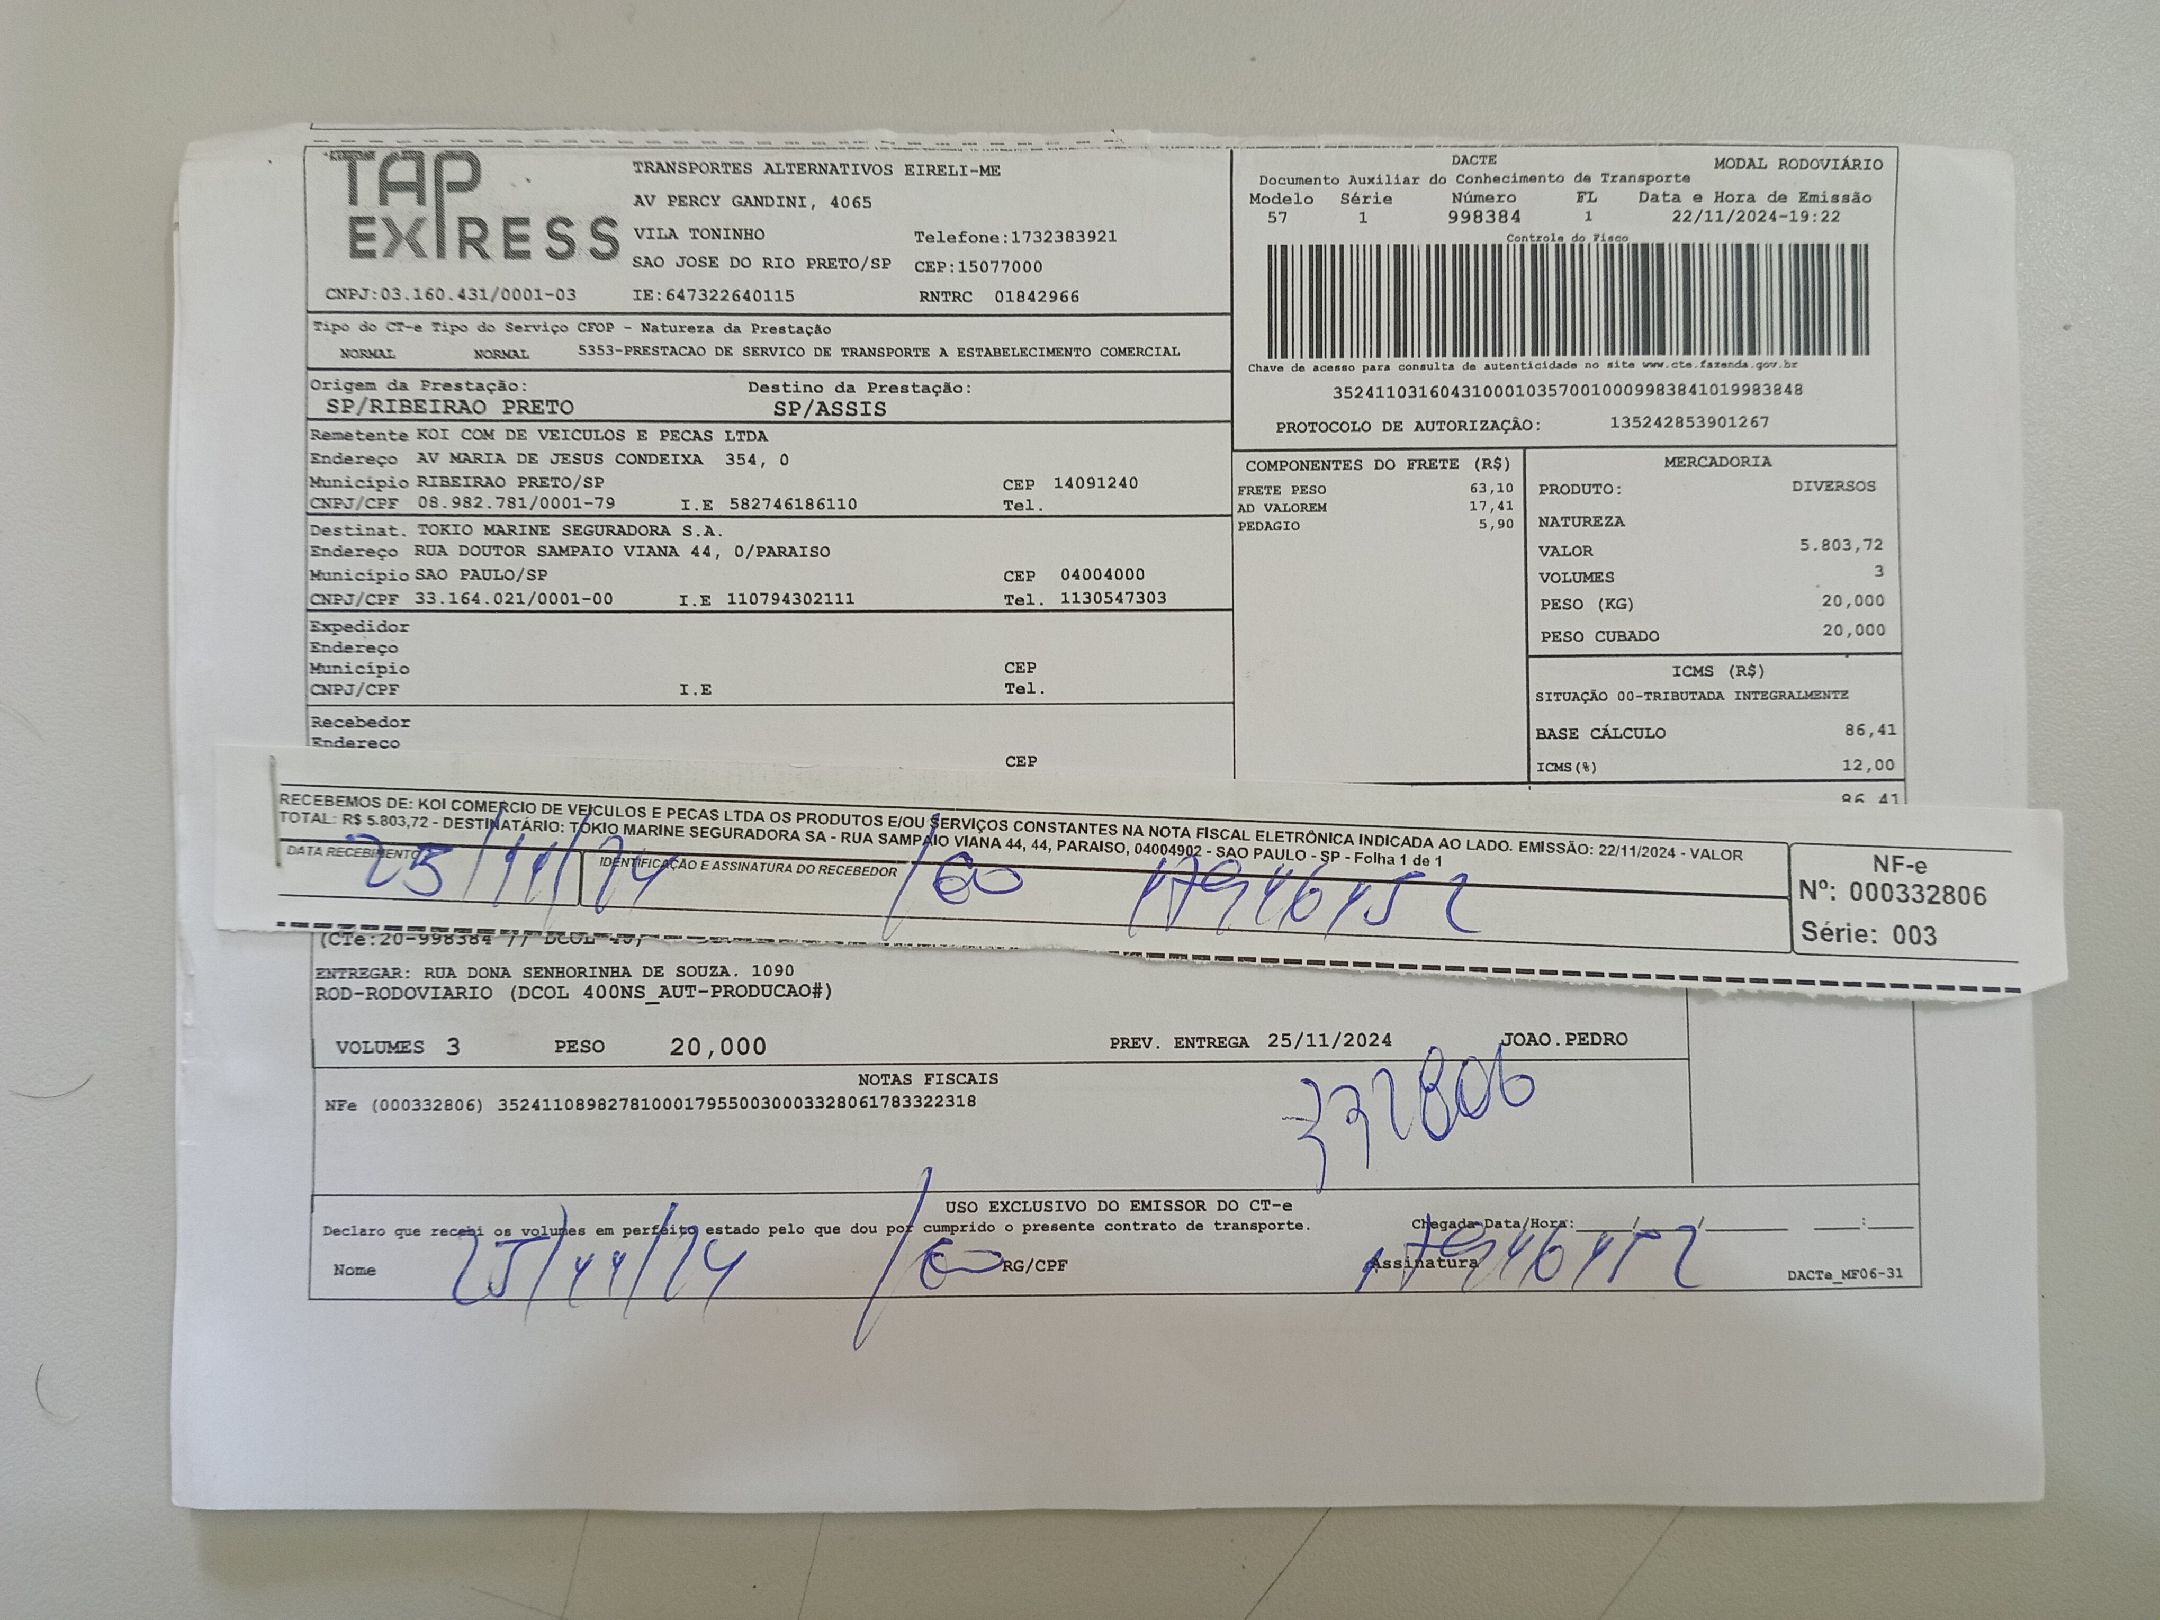 TAP EXPRESS
TRANSPORTES ALTERNATIVOS EIRELI-ME
AV PERCY GANDINI, 4065
VILA TONINHO Telefone:1732383921
SAO JOSE DO RIO PRETO/SP CEP:15077000
CNPJ:03.160.431/0001-03 IE:647322640115 RNTRC 01842966
DACTE MODAL RODOVIÁRIO
Documento Auxiliar do Conhecimento de Transporte
Modelo Série Número FL Data e Hora de Emissão
57 1 998384 1 22/11/2024-19:22
Controle do Fisco
Chave de acesso para consulta de autenticidade no site www.cte.fazenda.gov.br
35241103160431000103570010009983841019983848
PROTOCOLO DE AUTORIZAÇÃO: 135242853901267
Tipo do CT-e Tipo do Serviço CFOP - Natureza da Prestação
NORMAL NORMAL 5353-PRESTACAO DE SERVICO DE TRANSPORTE A ESTABELECIMENTO COMERCIAL
Origem da Prestação: Destino da Prestação:
SP/RIBEIRAO PRETO SP/ASSIS
Remetente KOI COM DE VEICULOS E PECAS LTDA
Endereço AV MARIA DE JESUS CONDEIXA 354, 0
Município RIBEIRAO PRETO/SP CEP 14091240
CNPJ/CPF 08.982.781/0001-79 I.E 582746186110 Tel.
Destinat. TOKIO MARINE SEGURADORA S.A.
Endereço RUA DOUTOR SAMPAIO VIANA 44, 0/PARAISO
Município SAO PAULO/SP CEP 04004000
CNPJ/CPF 33.164.021/0001-00 I.E 110794302111 Tel. 1130547303
Expedidor
Endereço
Município CEP
CNPJ/CPF I.E Tel.
Recebedor
Endereço
CEP
COMPONENTES DO FRETE (R$)
FRETE PESO 63,10
AD VALOREM 17,41
PEDAGIO 5,90
MERCADORIA
PRODUTO: DIVERSOS
NATUREZA
VALOR 5.803,72
VOLUMES 3
PESO (KG) 20,000
PESO CUBADO 20,000
ICMS (R$)
SITUAÇÃO 00-TRIBUTADA INTEGRALMENTE
BASE CÁLCULO 86,41
ICMS(%) 12,00
86,41
RECEBEMOS DE: KOI COMERCIO DE VEICULOS E PECAS LTDA OS PRODUTOS E/OU SERVIÇOS CONSTANTES NA NOTA FISCAL ELETRÔNICA INDICADA AO LADO. EMISSÃO: 22/11/2024 - VALOR
TOTAL: R$ 5.803,72 - DESTINATÁRIO: TOKIO MARINE SEGURADORA SA - RUA SAMPAIO VIANA 44, 44, PARAISO, 04004902 - SAO PAULO - SP - Folha 1 de 1
DATA RECEBIMENTO IDENTIFICAÇÃO E ASSINATURA DO RECEBEDOR
25/11/24
NF-e
Nº: 000332806
Série: 003
(CTe:20-998384 // DCOL
ENTREGAR: RUA DONA SENHORINHA DE SOUZA. 1090
ROD-RODOVIARIO (DCOL 400NS_AUT-PRODUCAO#)
VOLUMES 3 PESO 20,000 PREV. ENTREGA 25/11/2024 JOAO.PEDRO
NOTAS FISCAIS
NFe (000332806) 35241108982781000179550030003328061783322318
332806
USO EXCLUSIVO DO EMISSOR DO CT-e
Declaro que recebi os volumes em perfeito estado pelo que dou por cumprido o presente contrato de transporte. Chegada Data/Hora:
Nome 25/11/24 RG/CPF Assinatura
DACTe_MF06-31